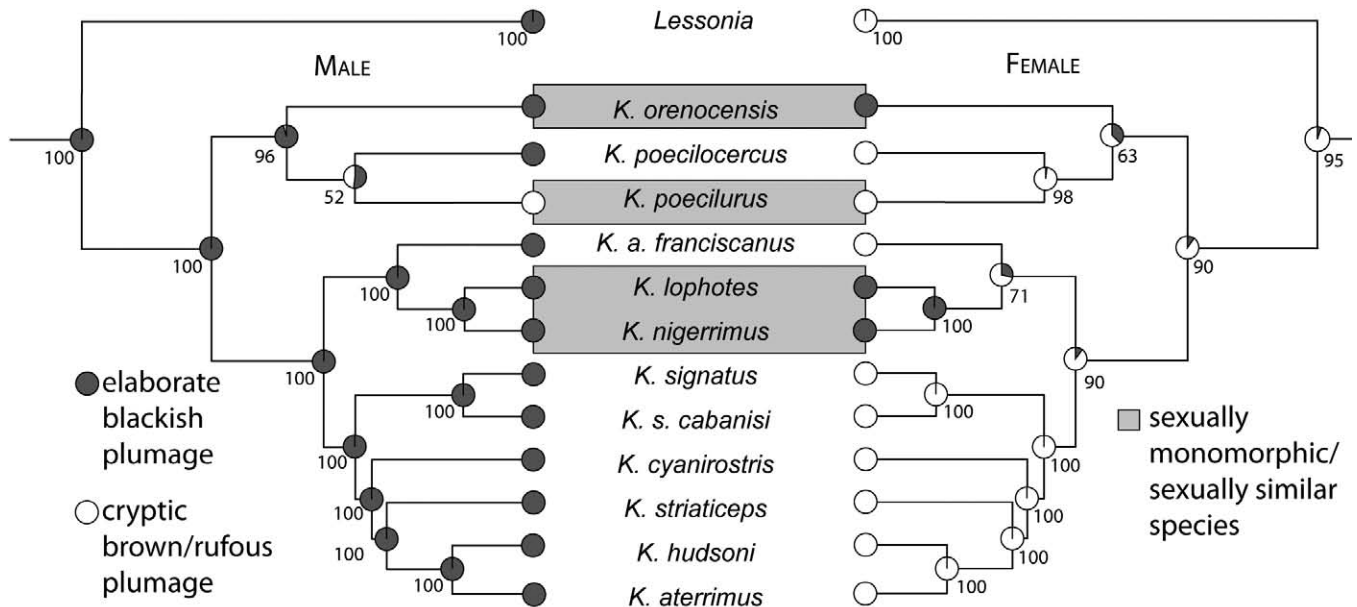 Lessonia
100
100
MALE
FEMALE
K. orenocensis
100
96
63
95
K. poecilocercus
52
98
K. poecilurus
K. a. franciscanus
100
90
K. lophotes
100
71
K. nigerrimus
100
100
100
90
K. signatus
elaborate
blackish
plumage
100
100
K. s. cabanisi
sexually
monomorphic/
sexually similar
species
100
100
K. cyanirostris
cryptic
brown/rufous
plumage
100
100
K. striaticeps
100
100
K. hudsoni
100
100
K. aterrimus